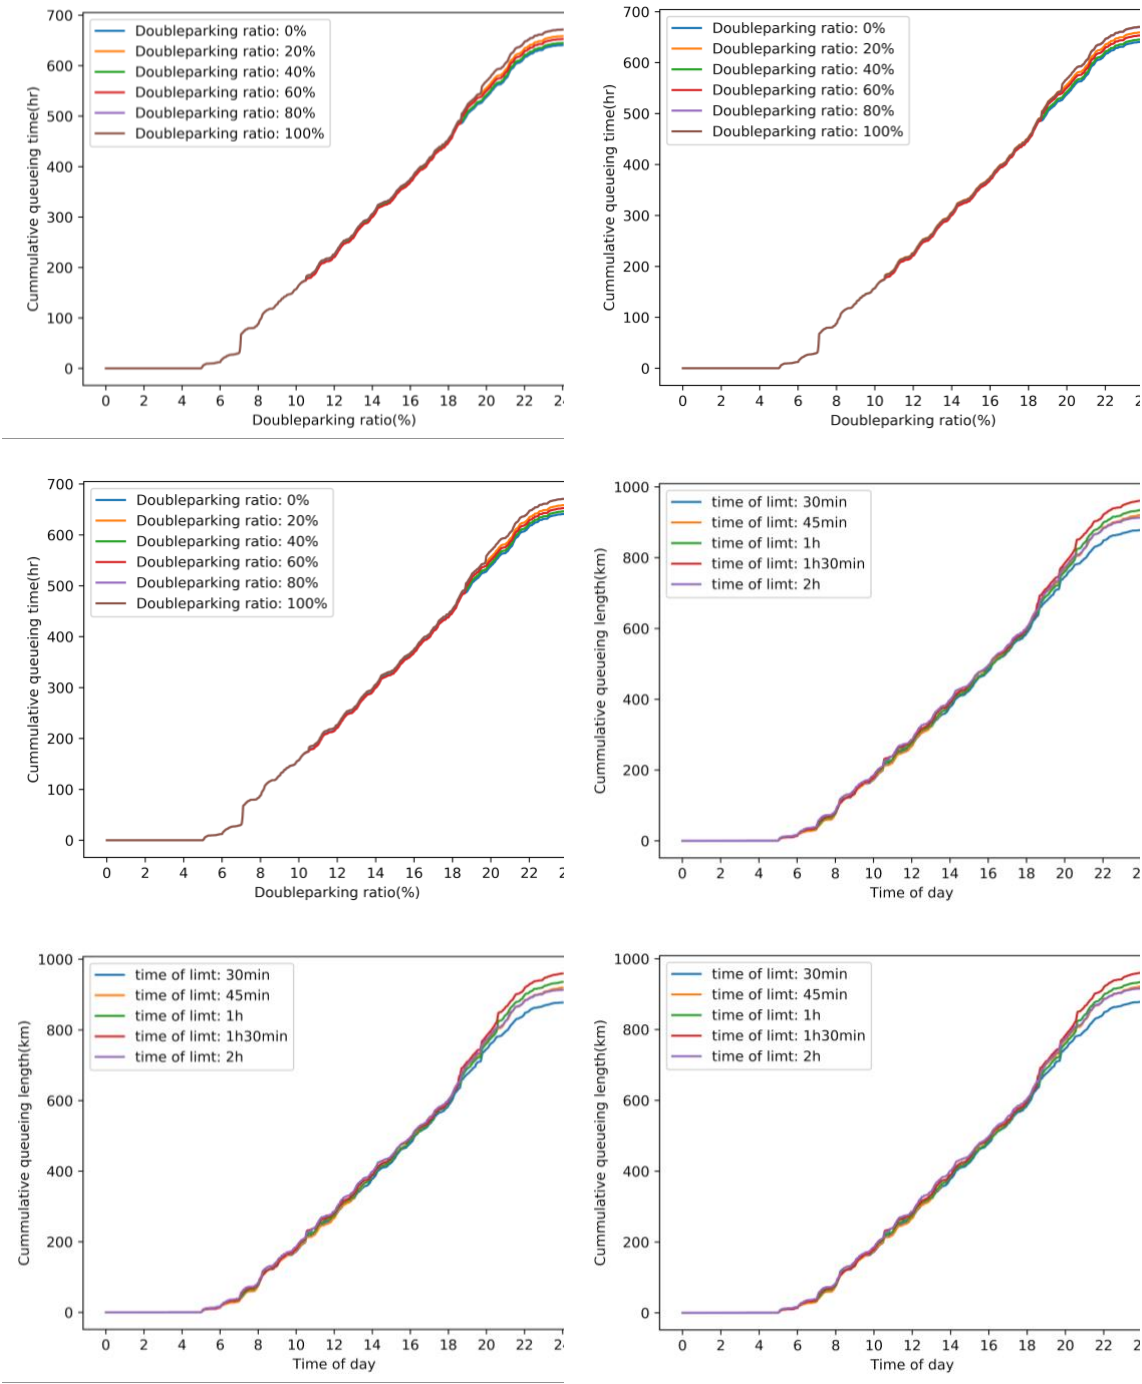 700
600
500
400
300
200
100
0
Cummulative queueing time(hr)
Doubleparking ratio: 0%
Doubleparking ratio: 20%
Doubleparking ratio: 40%
Doubleparking ratio: 60%
Doubleparking ratio: 80%
Doubleparking ratio: 100%
0 2 4 6 8 10 12 14 16 18 20 22
Doubleparking ratio(%)
700
600
500
400
300
200
100
0
Cummulative queueing time(hr)
Doubleparking ratio: 0%
Doubleparking ratio: 20%
Doubleparking ratio: 40%
Doubleparking ratio: 60%
Doubleparking ratio: 80%
Doubleparking ratio: 100%
0 2 4 6 8 10 12 14 16 18 20 22
Doubleparking ratio(%)
700
600
500
400
300
200
100
0
Cummulative queueing time(hr)
Doubleparking ratio: 0%
Doubleparking ratio: 20%
Doubleparking ratio: 40%
Doubleparking ratio: 60%
Doubleparking ratio: 80%
Doubleparking ratio: 100%
0 2 4 6 8 10 12 14 16 18 20 22
Doubleparking ratio(%)
1000
800
600
400
200
0
Cummulative queueing length(km)
time of limt: 30min
time of limt: 45min
time of limt: 1h
time of limt: 1h30min
time of limt: 2h
0 2 4 6 8 10 12 14 16 18 20 22
Time of day
1000
800
600
400
200
0
Cummulative queueing length(km)
time of limt: 30min
time of limt: 45min
time of limt: 1h
time of limt: 1h30min
time of limt: 2h
0 2 4 6 8 10 12 14 16 18 20 22 24
Time of day
1000
800
600
400
200
0
Cummulative queueing length(km)
time of limt: 30min
time of limt: 45min
time of limt: 1h
time of limt: 1h30min
time of limt: 2h
0 2 4 6 8 10 12 14 16 18 20 22
Time of day